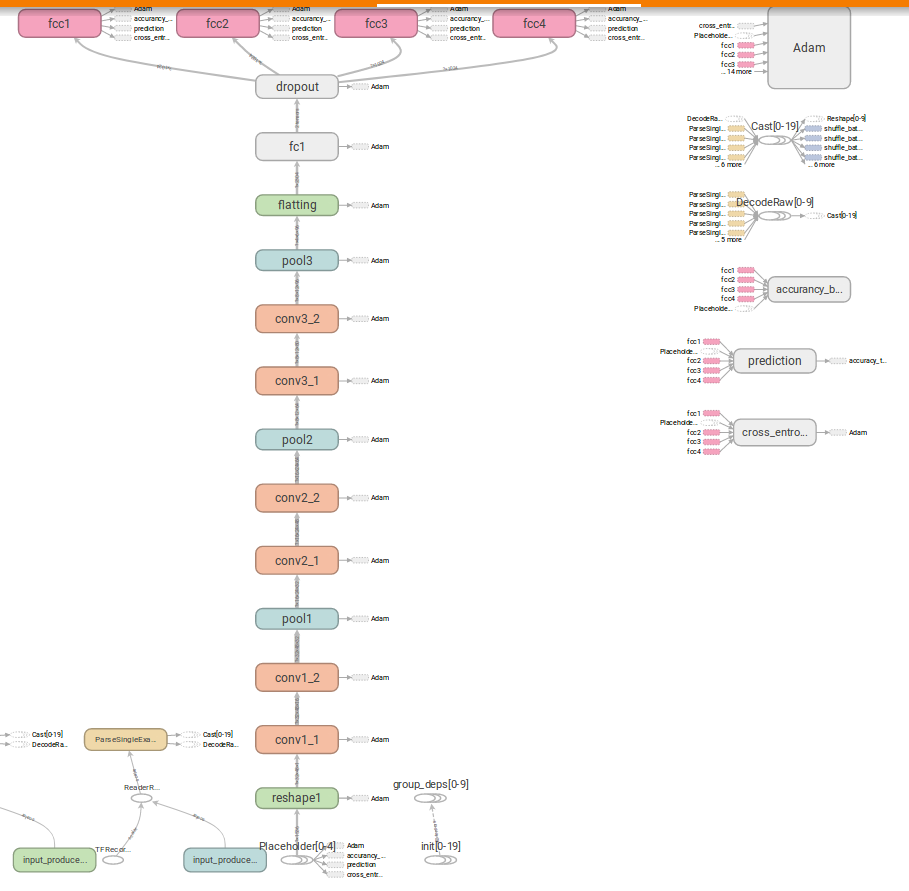 Adam
accurancy_...
prediction
cross_entr...
fcc1
Adam
accurancy_...
prediction
cross_entr...
fcc2
Adam
accurancy_...
prediction
cross_entr...
fcc3
Adam
accurancy_...
prediction
cross_entr...
fcc4
dropout
Adam
fc1
Adam
flatting
Adam
pool3
Adam
conv3_2
Adam
conv3_1
Adam
pool2
Adam
conv2_2
Adam
conv2_1
Adam
pool1
Adam
conv1_2
Adam
conv1_1
Adam
reshape1
Adam
Placeholder[0-4]
Adam
accurancy_...
prediction
cross_entr...
group_deps[0-9]
init[0-19]
Cast[0-19]
DecodeRa...
ParseSingleExa...
Cast[0-19]
DecodeRa...
ReaderR...
TFRecor...
input_produce...
input_produce...
cross_entr...
Placeholde...
fcc1
fcc2
fcc3
... 14 more
Adam
DecodeRa...
ParseSingl...
ParseSingl...
ParseSingl...
ParseSingl...
... 6 more
Cast[0-19]
Reshape[0-9]
shuffle_bat...
shuffle_bat...
shuffle_bat...
shuffle_bat...
... 6 more
ParseSingl...
ParseSingl...
ParseSingl...
ParseSingl...
ParseSingl...
... 5 more
DecodeRaw[0-9]
Cast[0-19]
fcc1
fcc2
fcc3
fcc4
Placeholde...
accurancy_b...
fcc1
Placeholde...
fcc2
fcc3
fcc4
prediction
accuracy_t...
fcc1
Placeholde...
fcc2
fcc3
fcc4
cross_entro...
Adam